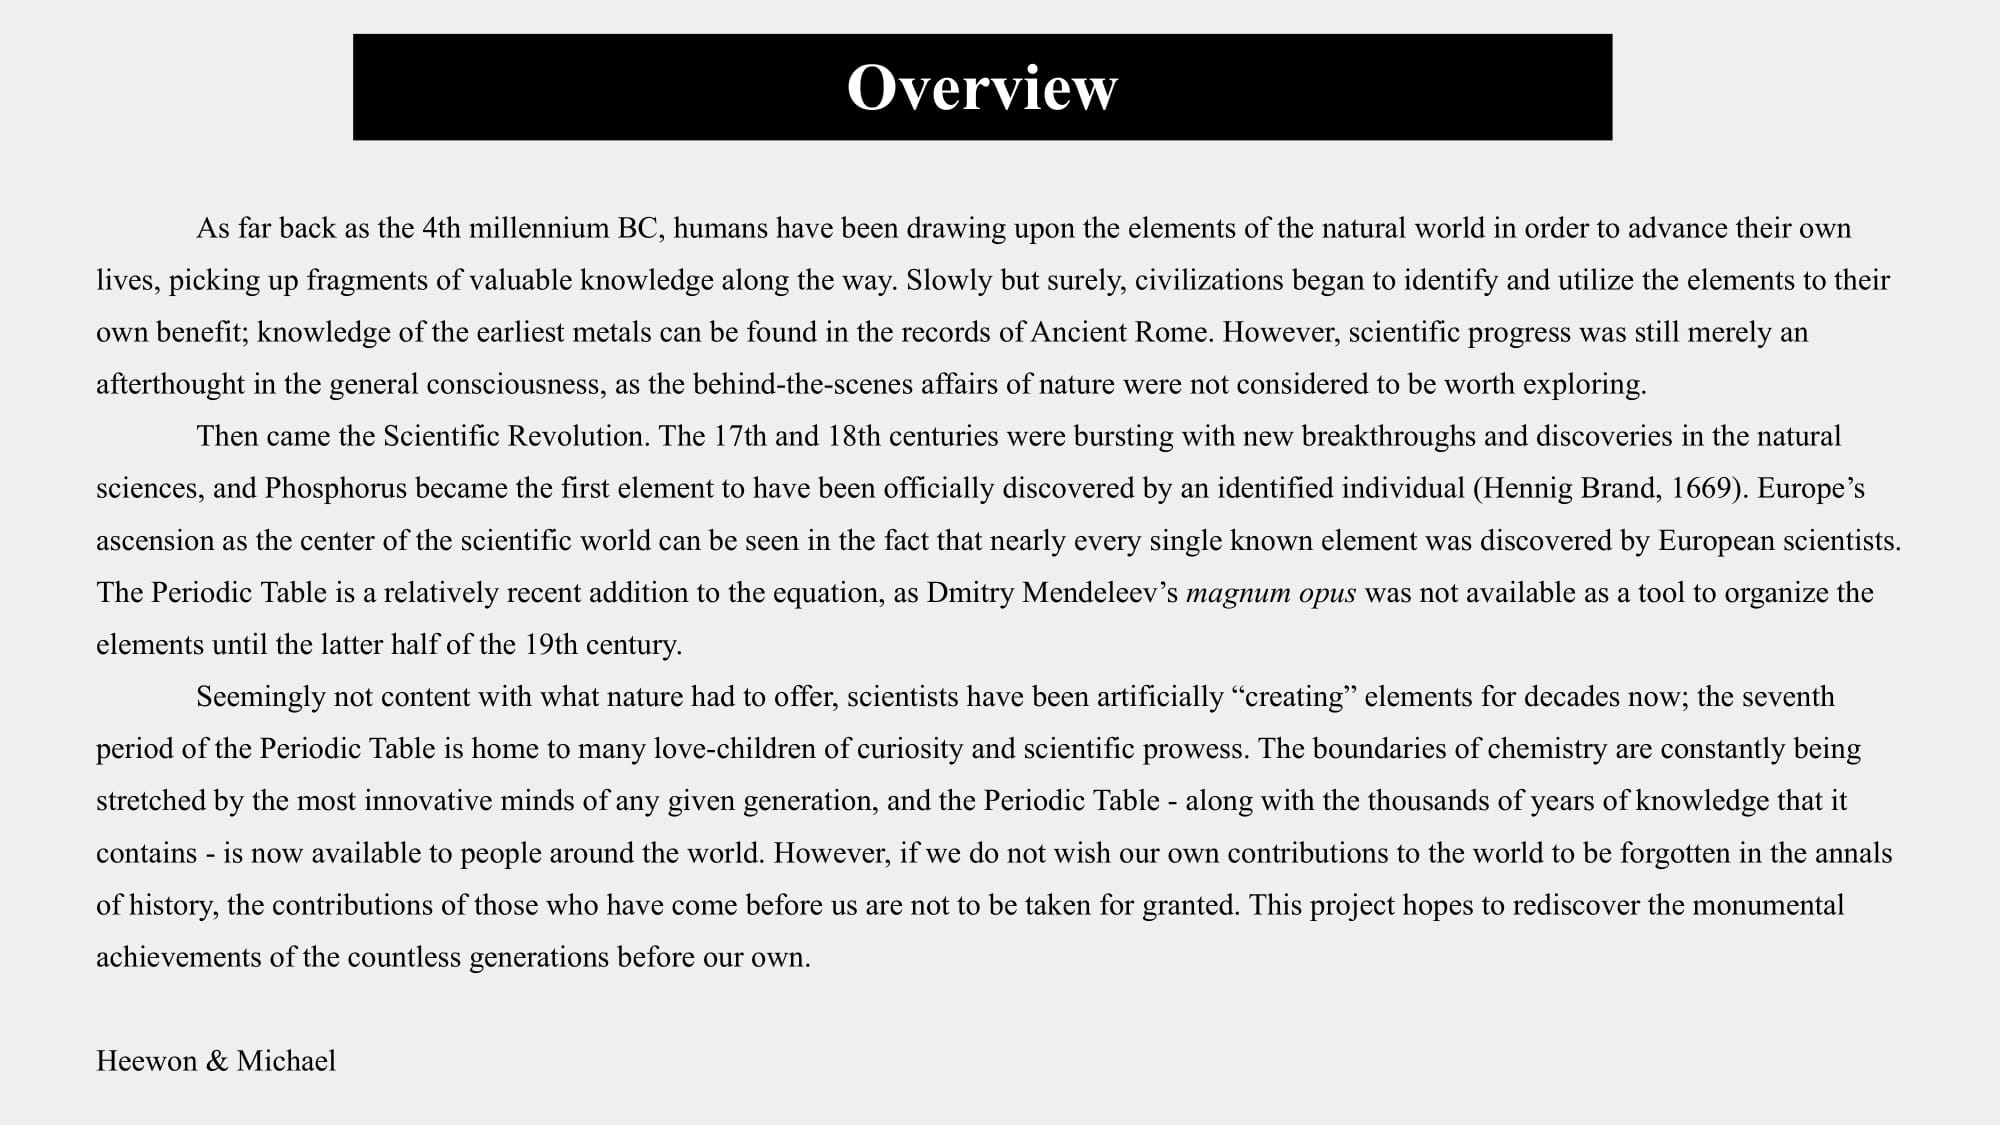 Overview
As far back as the 4th millennium BC, humans have been drawing upon the elements of the natural world in order to advance their own
lives, picking up fragments of valuable knowledge along the way. Slowly but surely, civilizations began to identify and utilize the elements to their
own benefit; knowledge of the earliest metals can be found in the records of Ancient Rome. However, scientific progress was still merely an
afterthought in the general consciousness, as the behind-the-scenes affairs of nature were not considered to be worth exploring.
Then came the Scientific Revolution. The 17th and 18th centuries were bursting with new breakthroughs and discoveries in the natural
sciences, and Phosphorus became the first element to have been officially discovered by an identified individual (Hennig Brand, 1669). Europe’s
ascension as the center of the scientific world can be seen in the fact that nearly every single known element was discovered by European scientists.
The Periodic Table is a relatively recent addition to the equation, as Dmitry Mendeleev’s magnum opus was not available as a tool to organize the
elements until the latter half of the 19th century.
Seemingly not content with what nature had to offer, scientists have been artificially “creating” elements for decades now; the seventh
period of the Periodic Table is home to many love-children of curiosity and scientific prowess. The boundaries of chemistry are constantly being
stretched by the most innovative minds of any given generation, and the Periodic Table - along with the thousands of years of knowledge that it
contains - is now available to people around the world. However, if we do not wish our own contributions to the world to be forgotten in the annals
of history, the contributions of those who have come before us are not to be taken for granted. This project hopes to rediscover the monumental
achievements of the countless generations before our own.
Heewon & Michael